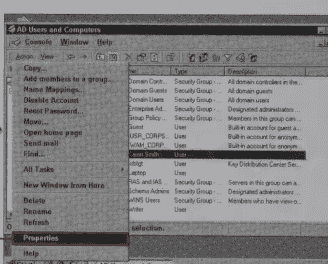 AD Users and Computers
Console Window Help
Action View
Copy...
Add members to a group...
Name Mappings...
Disable Account
Reset Password...
Move...
Open home page
Send mail
Find...
All Tasks
New Window from Here
Delete
Rename
Refresh
Properties
Help
Type Description
Domain Contr... Security Group - ... All domain controllers in the...
Domain Guests Security Group - ... All domain guests
Domain Users Security Group - ... All domain users
Enterprise Ad... Security Group - ... Designated administrators
Group Policy ... Security Group - ... Members in this group can...
Guest User Built-in account for guest a...
USR_CORPS... User Built-in account for anonym...
WAM_CORP... User Built-in account for anonym...
Smith User
User Key Distribution Center Ser...
Laptop User
RAS and IAS Security Group - ... Servers in this group can a...
Schema Admins Security Group - ... Designated administrators
WINS Users Security Group - ... Members who have view-o...
User
selection.